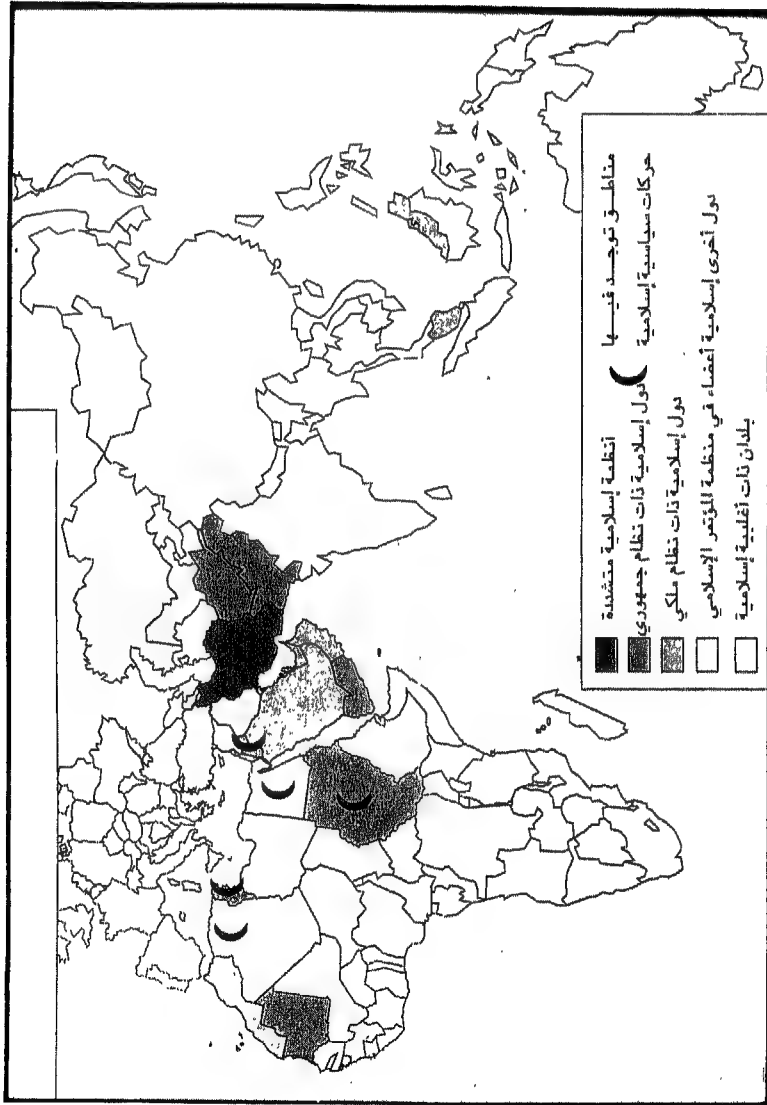 أنظمة إسلامية متشددة
دول إسلامية ذات نظام جمهوري
دول إسلامية ذات نظام ملكي
دول أخرى إسلامية أعضاء في منظمة المؤتمر الإسلامي
بلدان ذات أغلبية إسلامية
مناطق توجد فيها
حركات سياسية إسلامية